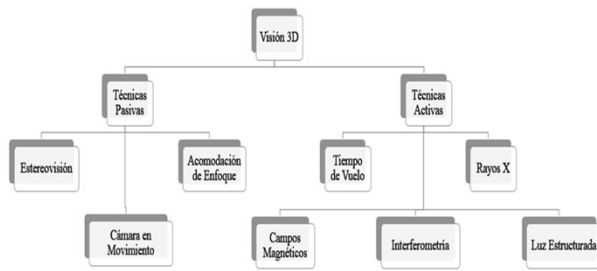 Visión 3D
Técnicas
Pasivas
Técnicas
Activas
Estereovisión
Acomodación
de Enfoque
Tiempo
de Vuelo
Rayos X
Cámara en
Movimiento
Campos
Magnéticos
Interferometría
Luz Estructurada